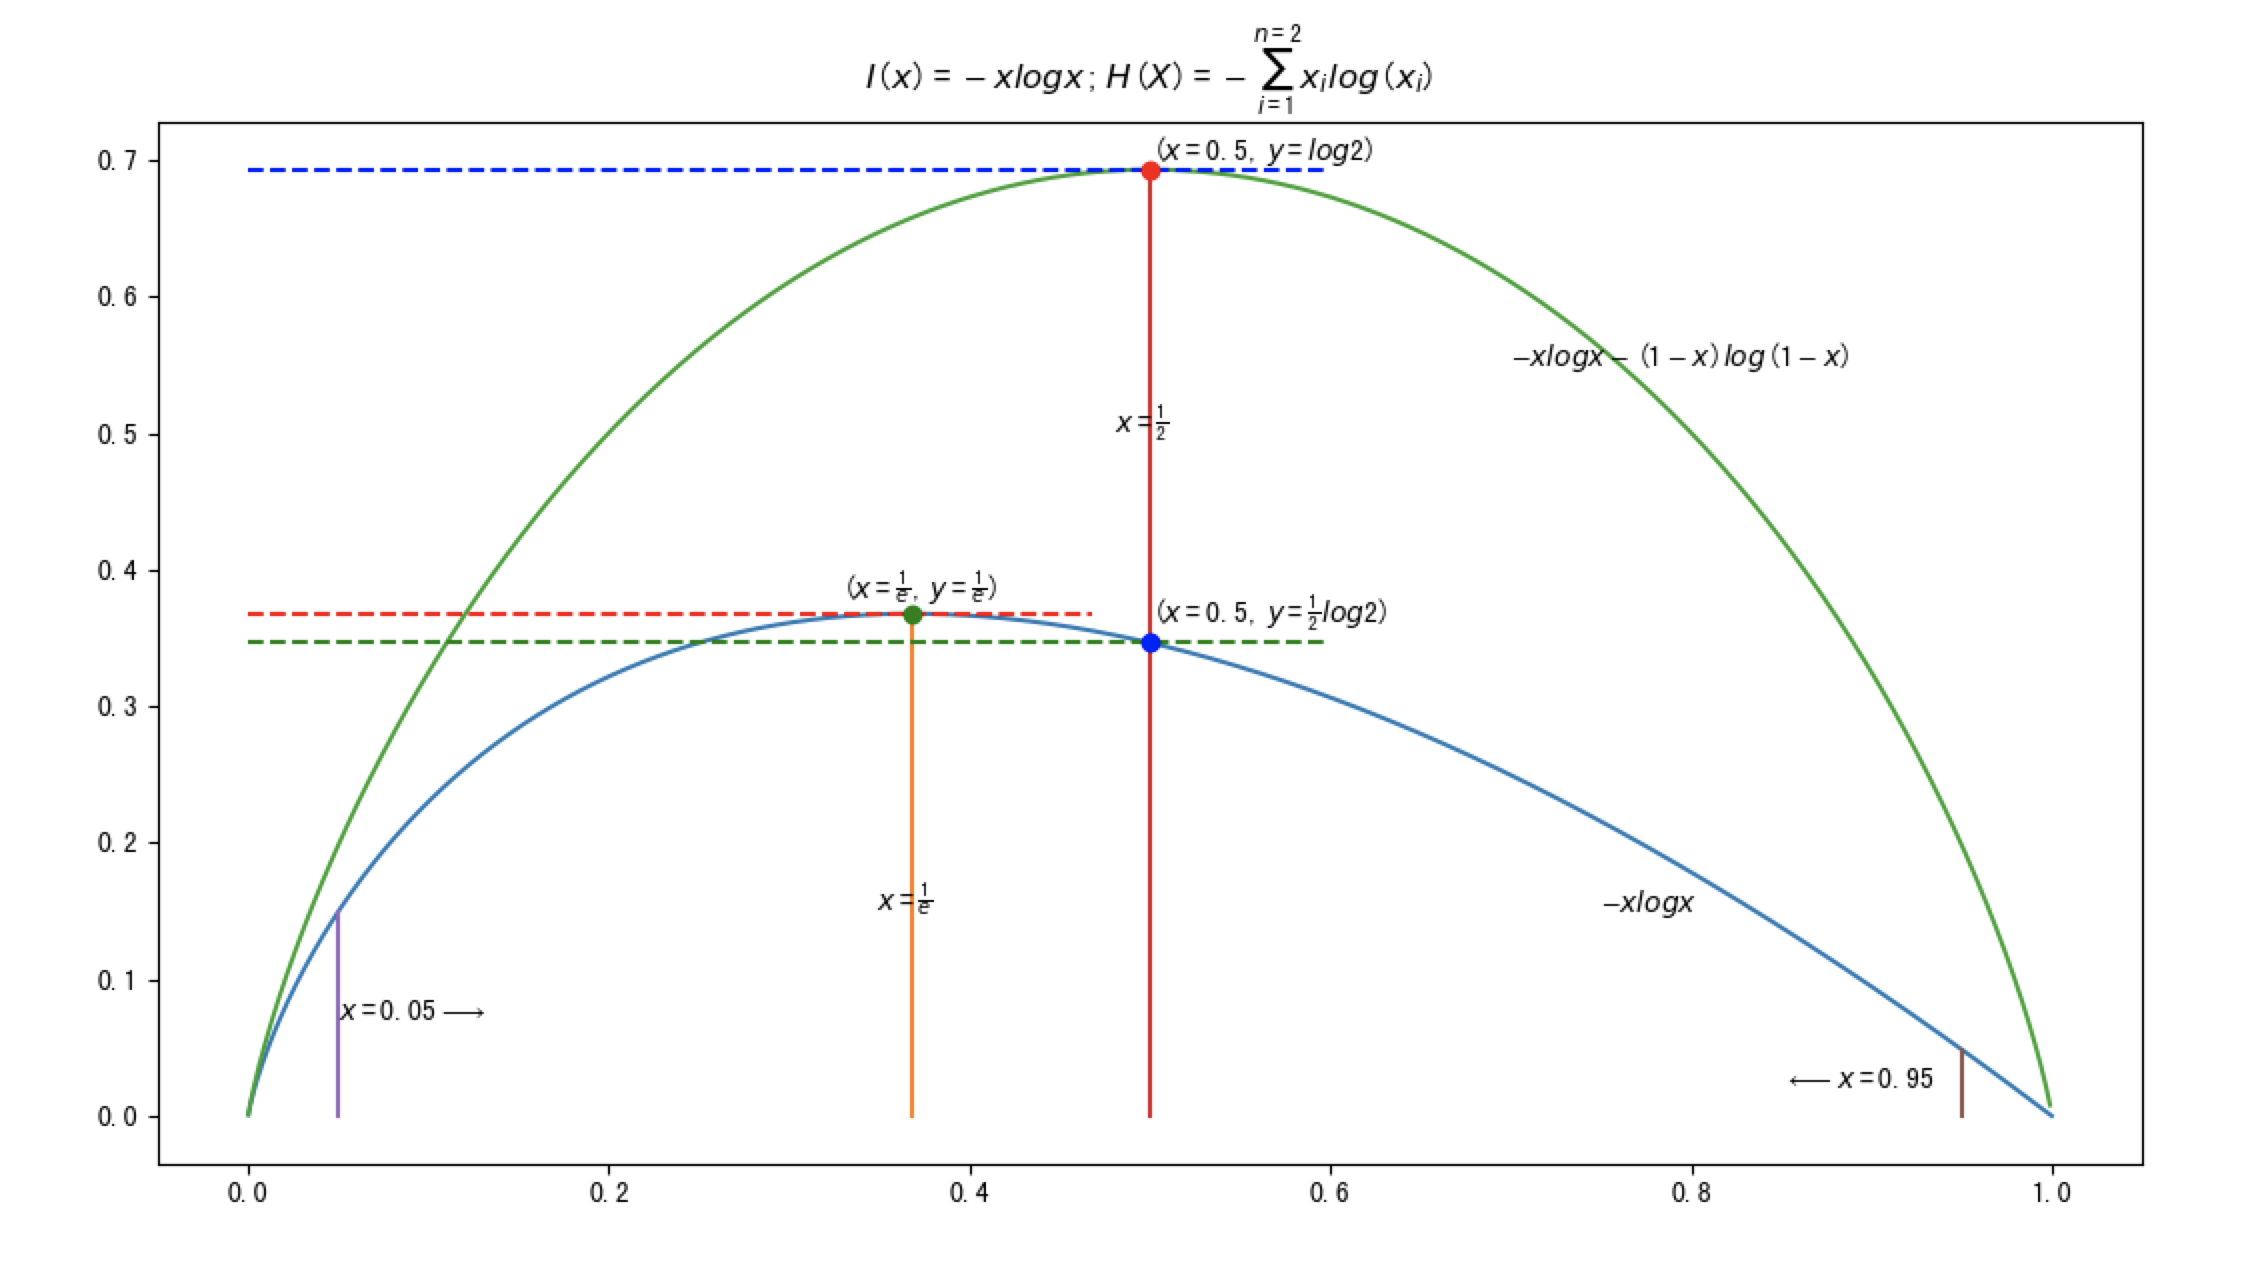 I(x) = − xlogx; H(X) = − ∑_{i=1}^{n=2} x_i log(x_i)
0.7
0.6
0.5
0.4
0.3
0.2
0.1
0.0
(x=0.5, y=log2)
−xlogx − (1 − x)log(1 − x)
x=1/2
(x=1/e, y=1/e)
(x=0.5, y=1/2log2)
x=1/e
−xlogx
x=0.05 ⟶
⟵ x=0.95
0.0 0.2 0.4 0.6 0.8 1.0